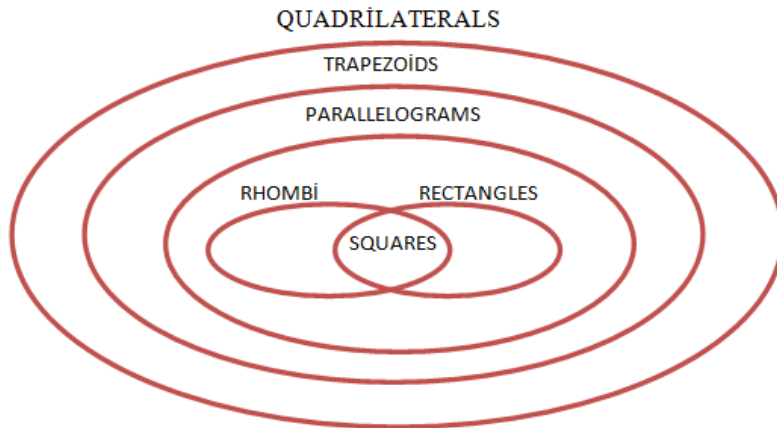 QUADRİLATERALS
TRAPEZOİDS
PARALLELOGRAMS
RHOMBİ RECTANGLES
SQUARES